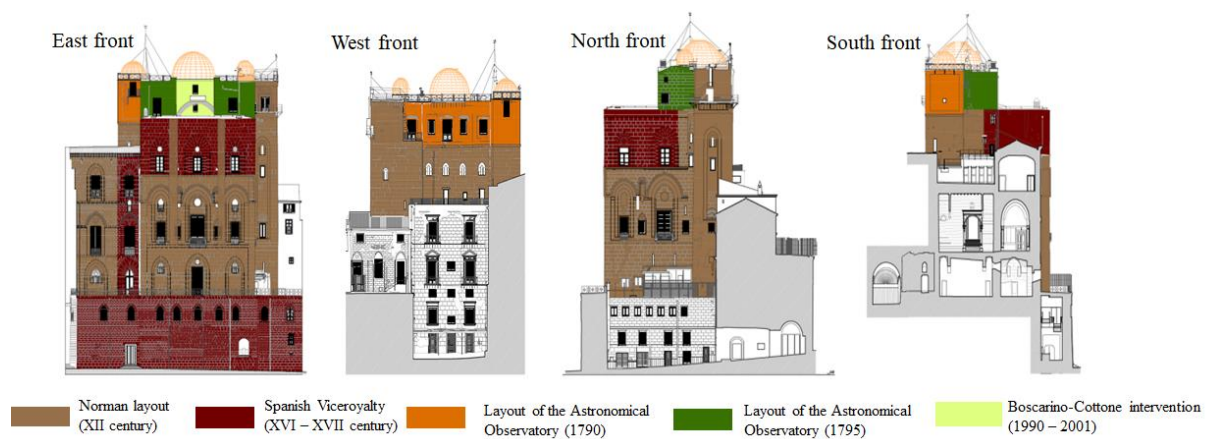 East front
West front
North front
South front
Norman layout
(XII century)
Spanish Viceroyalty
(XVI – XVII century)
Layout of the Astronomical
Observatory (1790)
Layout of the Astronomical
Observatory (1795)
Boscarino-Cottone intervention
(1990 – 2001)